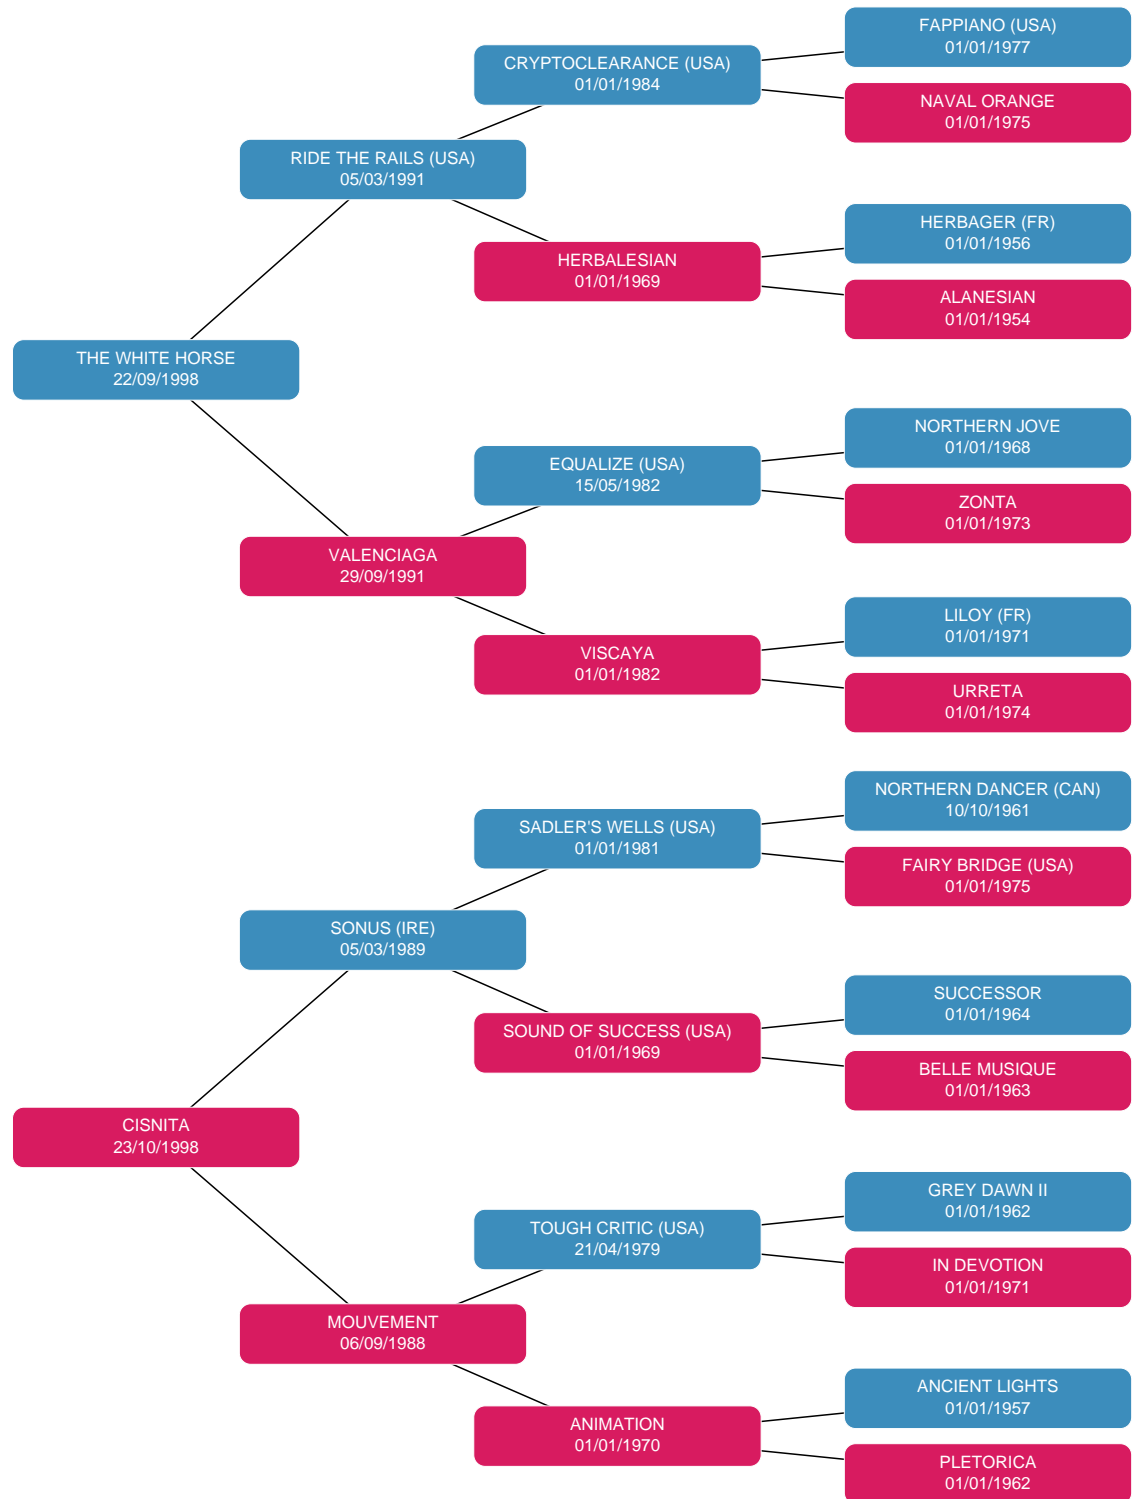 FAPPIANO (USA)
01/01/1977
CRYPTOCLEARANCE (USA)
01/01/1984
NAVAL ORANGE
01/01/1975
RIDE THE RAILS (USA)
05/03/1991
HERBAGER (FR)
01/01/1956
HERBALESIAN
01/01/1969
ALANESIAN
01/01/1954
THE WHITE HORSE
22/09/1998
NORTHERN JOVE
01/01/1968
EQUALIZE (USA)
15/05/1982
ZONTA
01/01/1973
VALENCIAGA
29/09/1991
LILOY (FR)
01/01/1971
VISCAYA
01/01/1982
URRETA
01/01/1974
NORTHERN DANCER (CAN)
10/10/1961
SADLER'S WELLS (USA)
01/01/1981
FAIRY BRIDGE (USA)
01/01/1975
SONUS (IRE)
05/03/1989
SUCCESSOR
01/01/1964
SOUND OF SUCCESS (USA)
01/01/1969
BELLE MUSIQUE
01/01/1963
CISNITA
23/10/1998
GREY DAWN II
01/01/1962
TOUGH CRITIC (USA)
21/04/1979
IN DEVOTION
01/01/1971
MOUVEMENT
06/09/1988
ANCIENT LIGHTS
01/01/1957
ANIMATION
01/01/1970
PLETORICA
01/01/1962